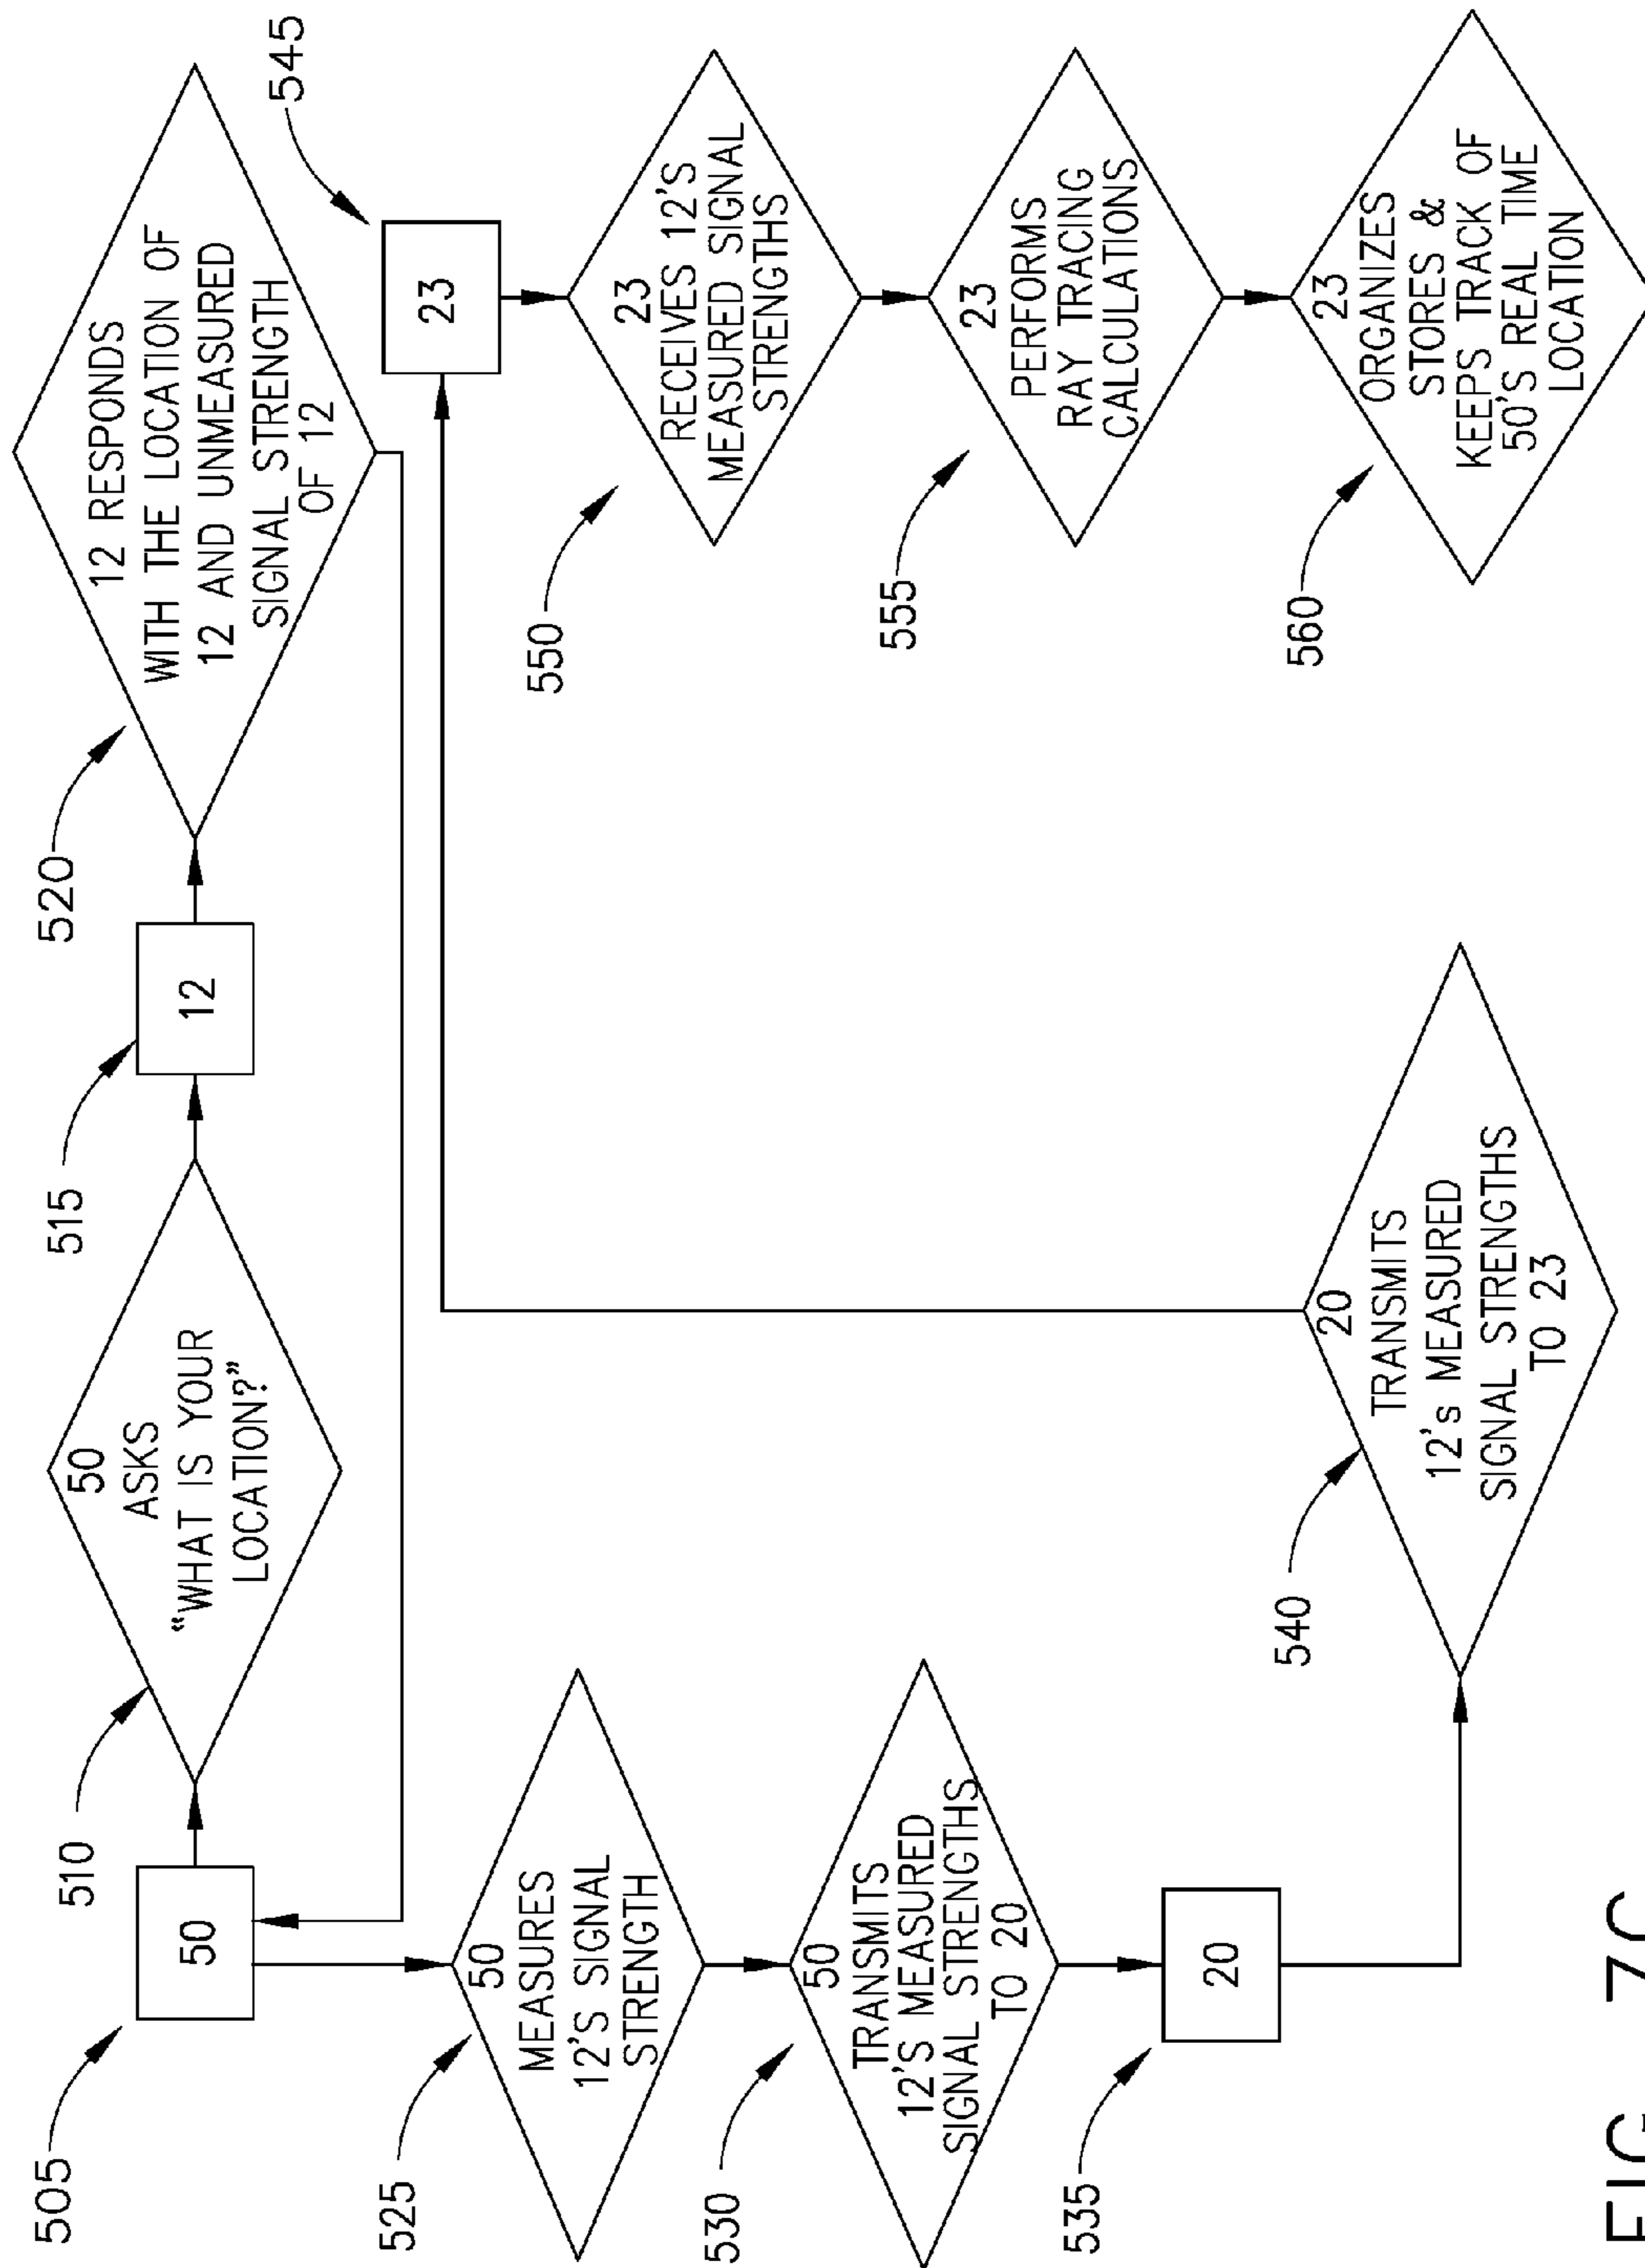 505
50
510
50
ASKS
"WHAT IS YOUR
LOCATION?"
515
12
520
12 RESPONDS
WITH THE LOCATION OF
12 AND UNMEASURED
SIGNAL STRENGTH
OF 12
525
50
MEASURES
12'S SIGNAL
STRENGTH
530
50
TRANSMITS
12'S MEASURED
SIGNAL STRENGTHS
TO 20
535
20
540
20
TRANSMITS
12's MEASURED
SIGNAL STRENGTHS
TO 23
545
23
550
23
RECEIVES 12'S
MEASURED SIGNAL
STRENGTHS
555
23
PERFORMS
RAY TRACING
CALCULATIONS
560
23
ORGANIZES
STORES &
KEEPS TRACK OF
50'S REAL TIME
LOCATION
FIG